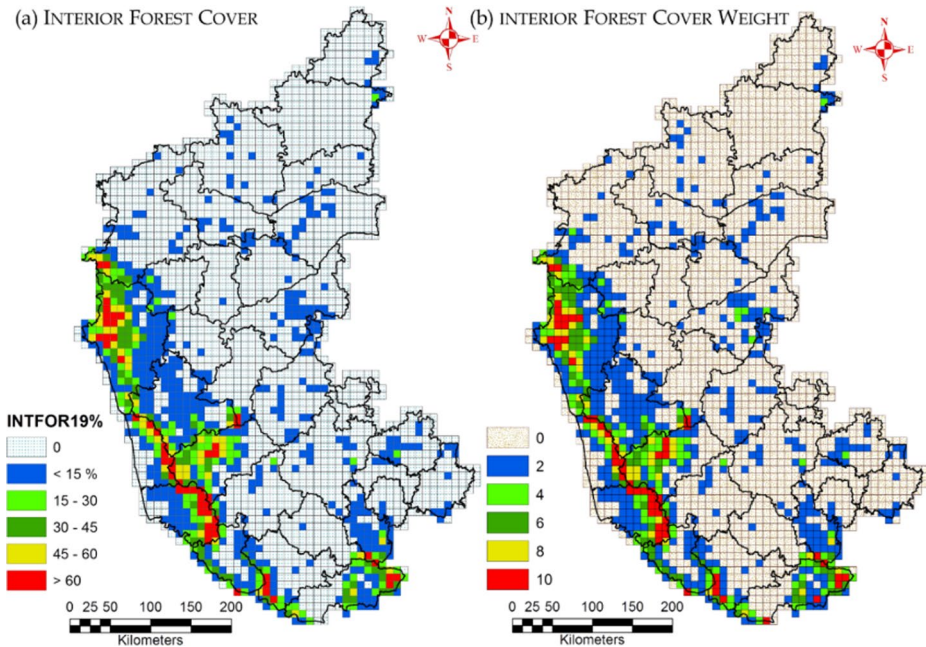 (a) INTERIOR FOREST COVER
N
W E
S
INTFOR19%
0
< 15 %
15 - 30
30 - 45
45 - 60
> 60
0 25 50 100 150 200
Kilometers
(b) INTERIOR FOREST COVER WEIGHT
N
W E
S
0
2
4
6
8
10
0 25 50 100 150 200
Kilometers